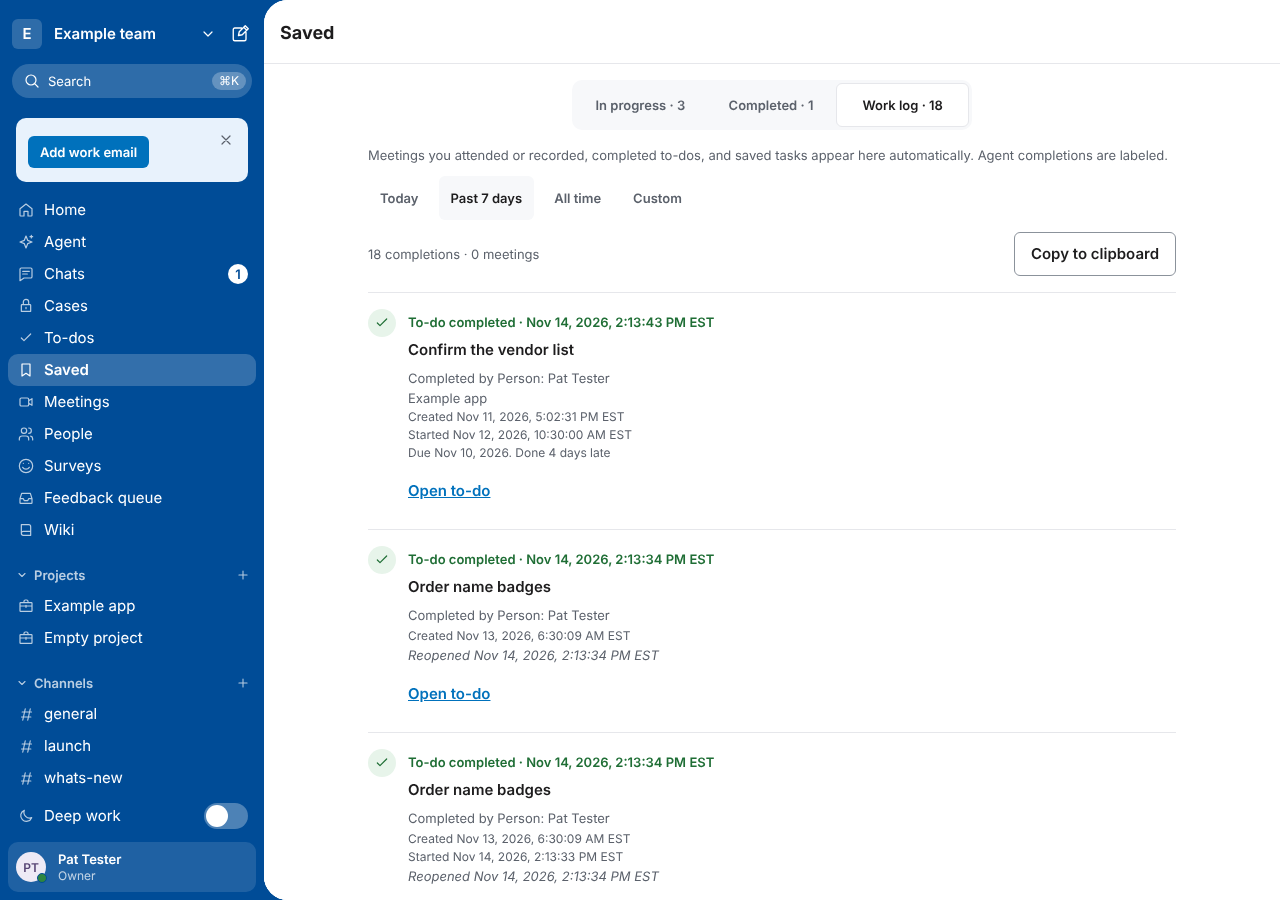 E
Example team
Search
⌘K
Add work email
Home
Agent
Chats
1
Cases
To-dos
Saved
Meetings
People
Surveys
Feedback queue
Wiki
Projects
Example app
Empty project
Channels
# general
# launch
# whats-new
Deep work
PT
Pat Tester
Owner
Saved
In progress · 3
Completed · 1
Work log · 18
Meetings you attended or recorded, completed to-dos, and saved tasks appear here automatically. Agent completions are labeled.
Today
Past 7 days
All time
Custom
18 completions · 0 meetings
Copy to clipboard
To-do completed · Nov 14, 2026, 2:13:43 PM EST
Confirm the vendor list
Completed by Person: Pat Tester
Example app
Created Nov 11, 2026, 5:02:31 PM EST
Started Nov 12, 2026, 10:30:00 AM EST
Due Nov 10, 2026. Done 4 days late
Open to-do
To-do completed · Nov 14, 2026, 2:13:34 PM EST
Order name badges
Completed by Person: Pat Tester
Created Nov 13, 2026, 6:30:09 AM EST
Reopened Nov 14, 2026, 2:13:34 PM EST
Open to-do
To-do completed · Nov 14, 2026, 2:13:34 PM EST
Order name badges
Completed by Person: Pat Tester
Created Nov 13, 2026, 6:30:09 AM EST
Started Nov 14, 2026, 2:13:33 PM EST
Reopened Nov 14, 2026, 2:13:34 PM EST